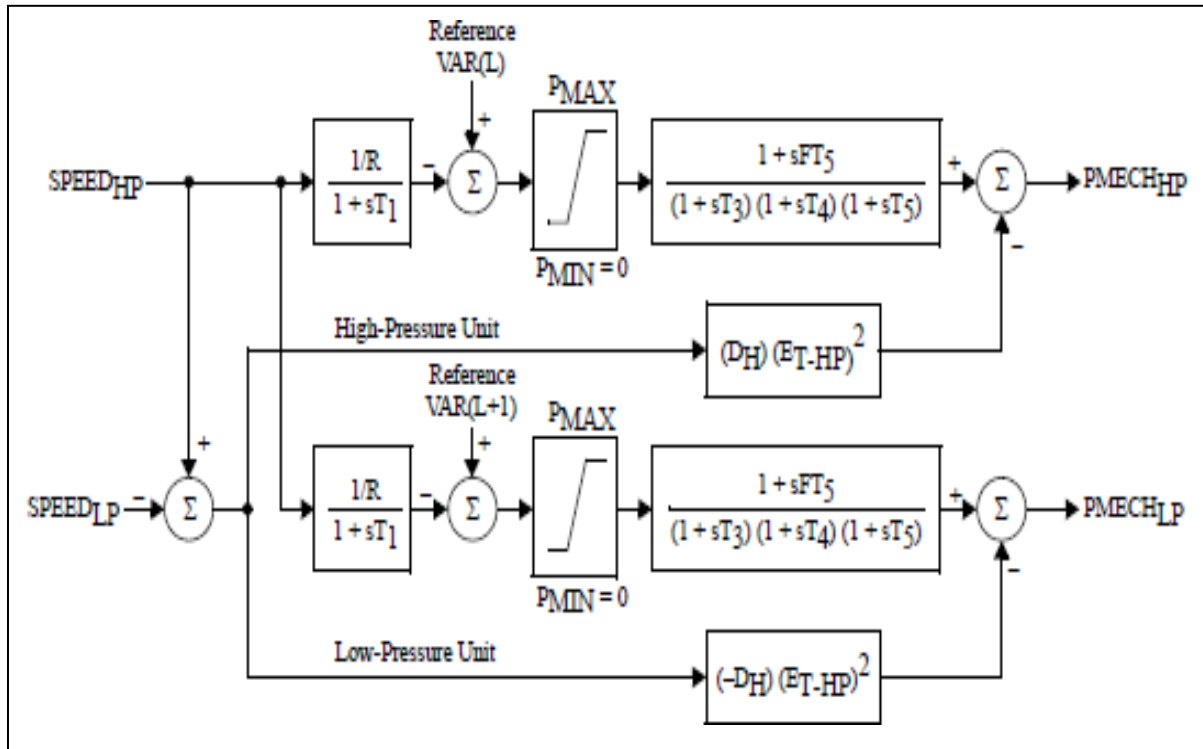 Reference
VAR(L)
PMAX
+
SPEEDHP
1/R
1 + sT1
−
Σ
1 + sFT5
(1 + sT3) (1 + sT4) (1 + sT5)
+
Σ
PMECHHP
−
PMIN = 0
High-Pressure Unit
(DH) (ET-HP)2
Reference
VAR(L+1)
PMAX
+
+
SPEEDLP
−
Σ
1/R
1 + sT1
−
Σ
1 + sFT5
(1 + sT3) (1 + sT4) (1 + sT5)
+
Σ
PMECHLP
−
PMIN = 0
Low-Pressure Unit
(–DH) (ET-HP)2